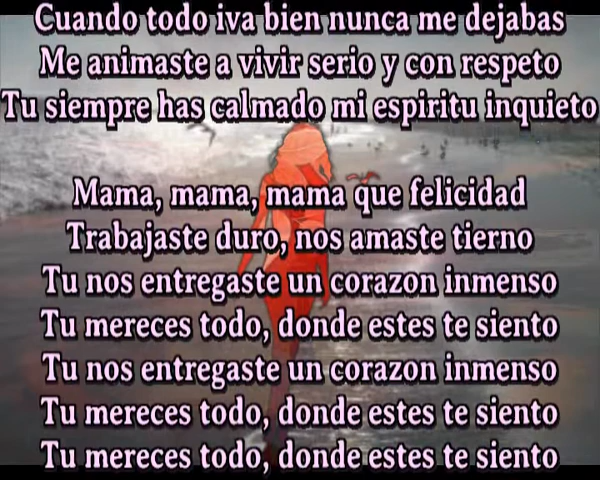 Cuando todo iva bien nunca me dejabas
Me animaste a vivir serio y con respeto
Tu siempre has calmado mi espiritu inquieto
Mama, mama, mama que felicidad
Trabajaste duro, nos amaste tierno
Tu nos entregaste un corazon inmenso
Tu mereces todo, donde estes te siento
Tu nos entregaste un corazon inmenso
Tu mereces todo, donde estes te siento
Tu mereces todo, donde estes te siento